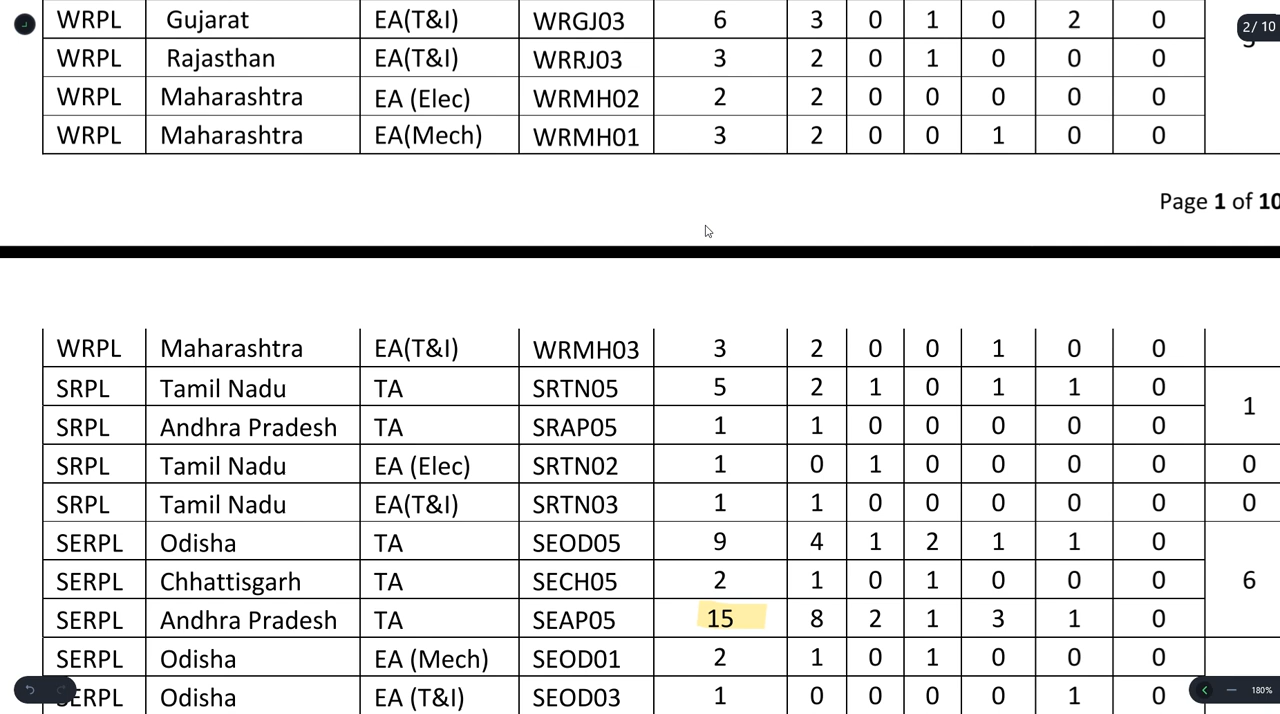 WRPL Gujarat EA(T&I) WRGJ03 6 3 0 1 0 2 0
2/ 10
WRPL Rajasthan EA(T&I) WRRJ03 3 2 0 1 0 0 0
WRPL Maharashtra EA (Elec) WRMH02 2 2 0 0 0 0 0
WRPL Maharashtra EA(Mech) WRMH01 3 2 0 0 1 0 0
Page 1 of 10
WRPL Maharashtra EA(T&I) WRMH03 3 2 0 0 1 0 0
SRPL Tamil Nadu TA SRTN05 5 2 1 0 1 1 0 1
SRPL Andhra Pradesh TA SRAP05 1 1 0 0 0 0 0
SRPL Tamil Nadu EA (Elec) SRTN02 1 0 1 0 0 0 0 0
SRPL Tamil Nadu EA(T&I) SRTN03 1 1 0 0 0 0 0 0
SERPL Odisha TA SEOD05 9 4 1 2 1 1 0
SERPL Chhattisgarh TA SECH05 2 1 0 1 0 0 0 6
SERPL Andhra Pradesh TA SEAP05 15 8 2 1 3 1 0
SERPL Odisha EA (Mech) SEOD01 2 1 0 1 0 0 0
SERPL Odisha EA (T&I) SEOD03 1 0 0 0 0 1 0
180%